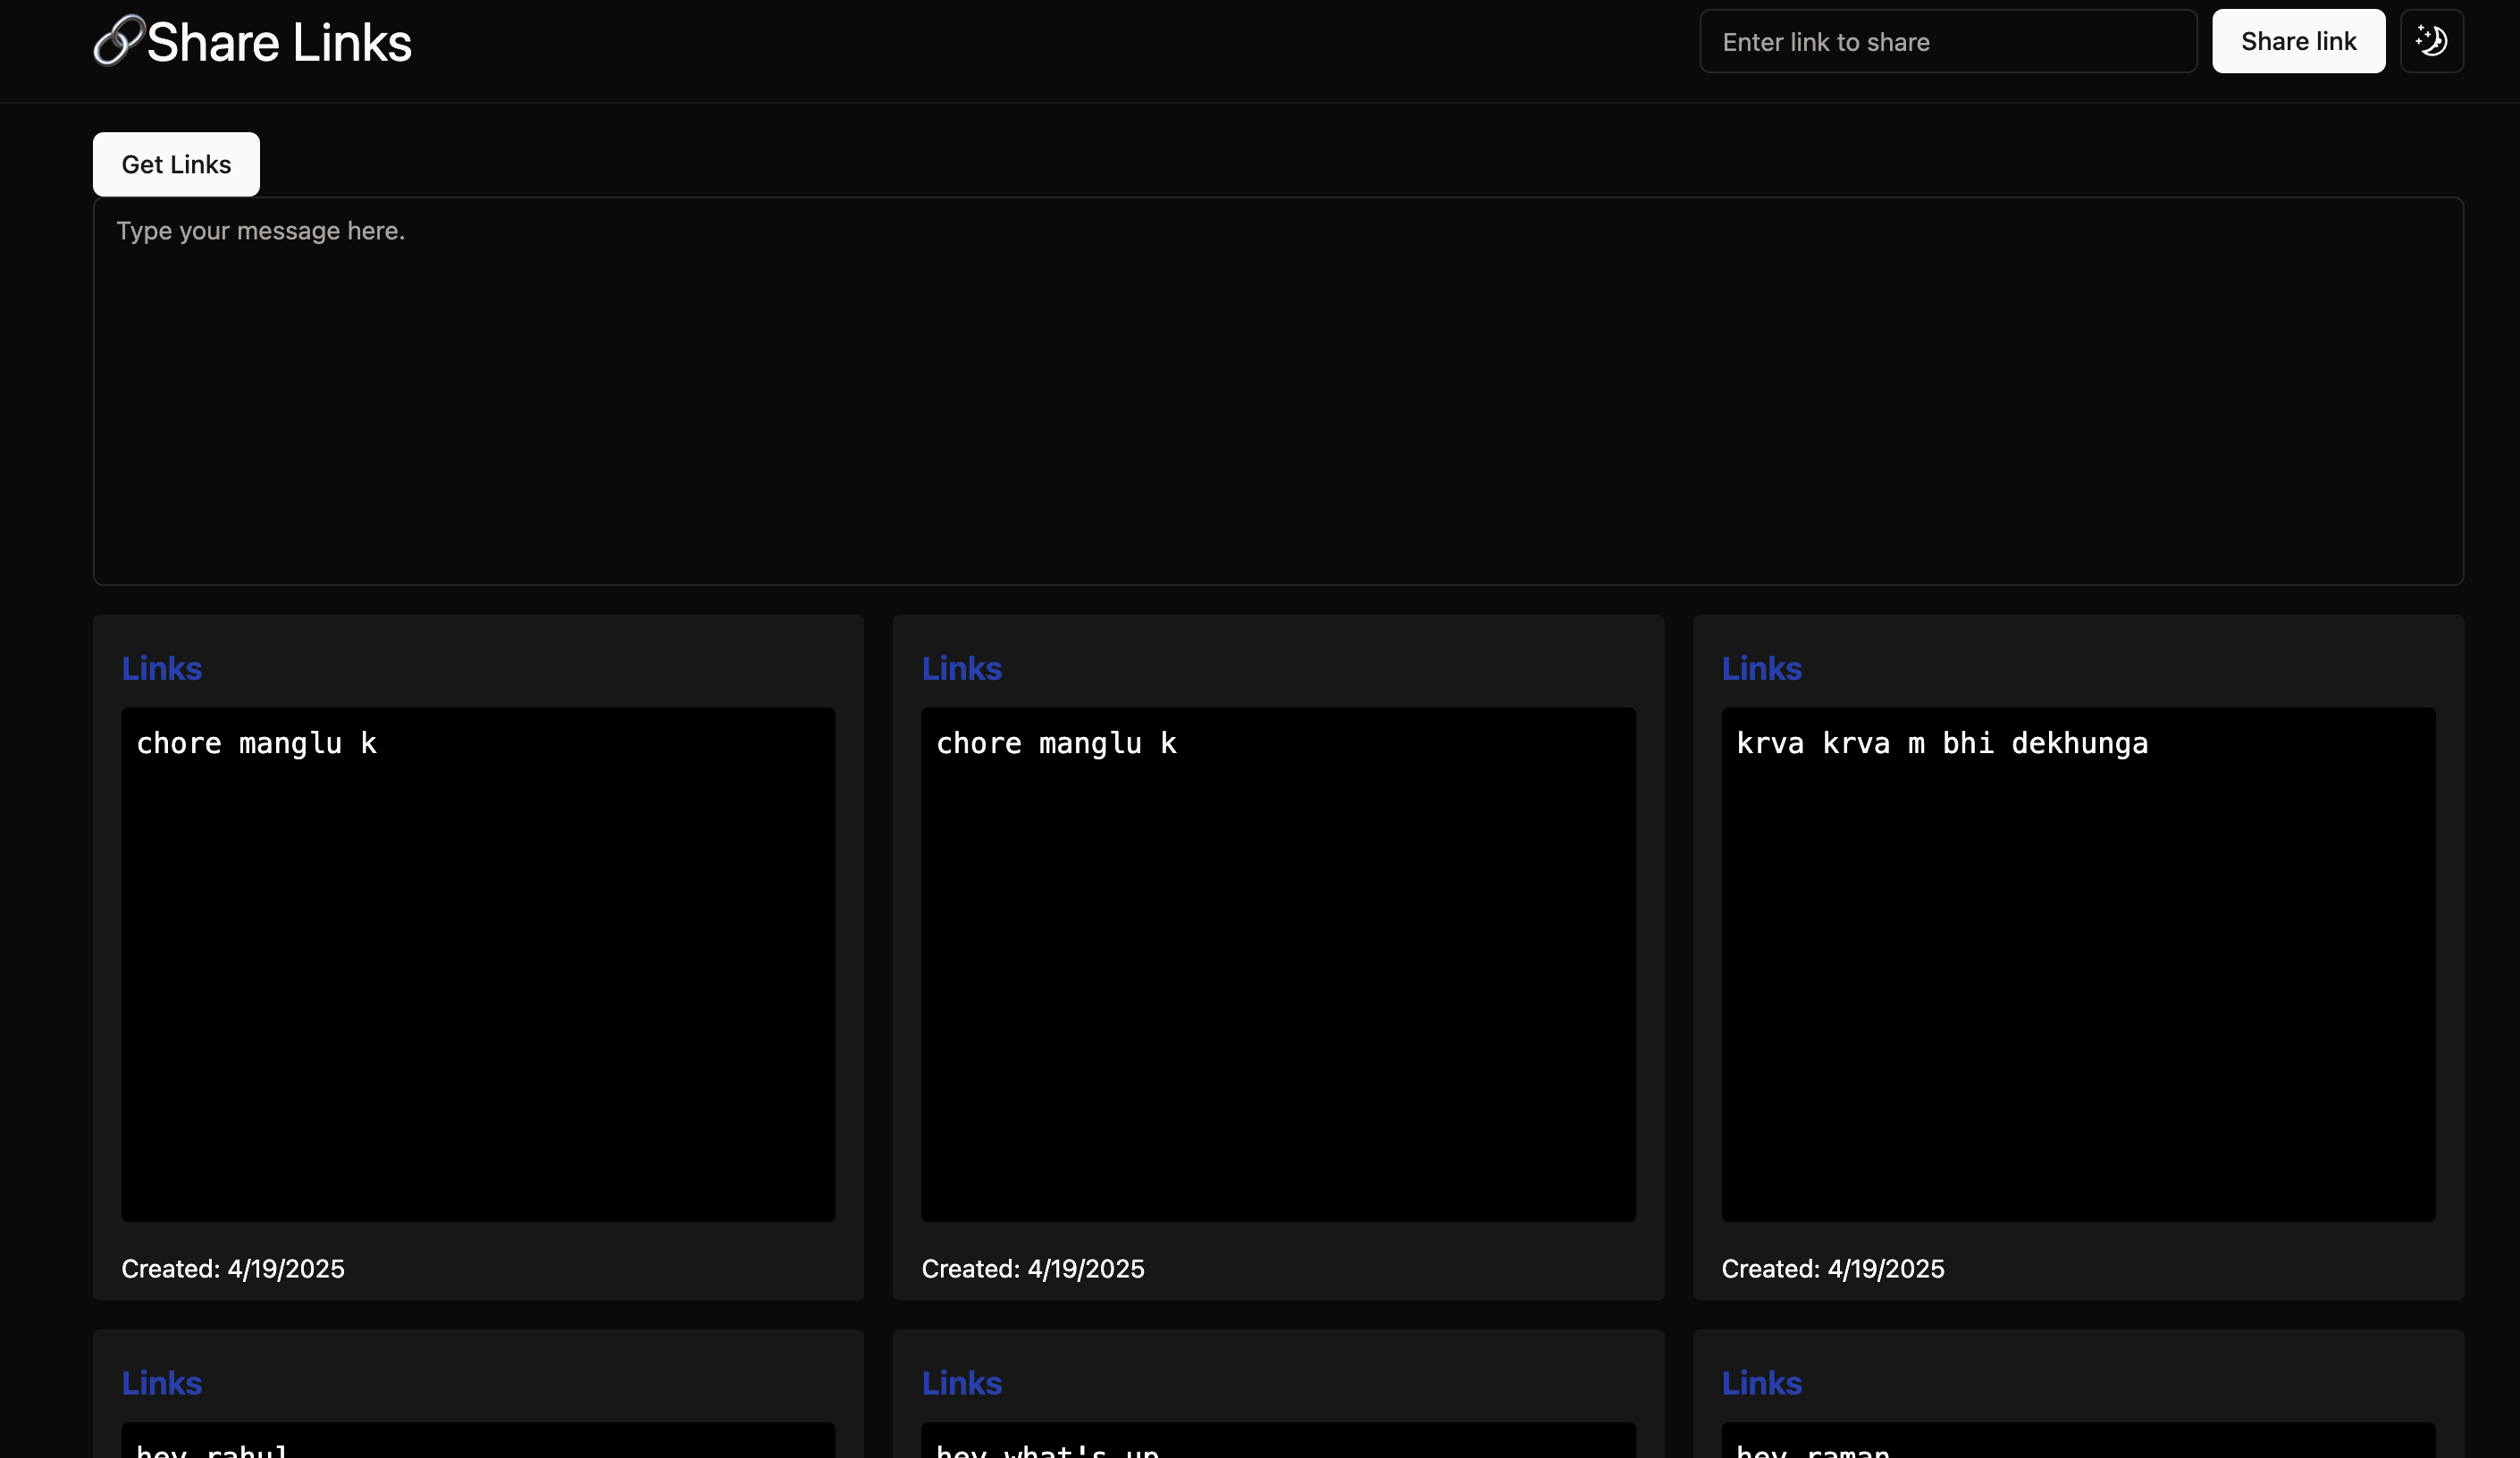 Share Links
Enter link to share
Share link
Get Links
Type your message here.
Links
chore manglu k
Created: 4/19/2025
Links
chore manglu k
Created: 4/19/2025
Links
krva krva m bhi dekhunga
Created: 4/19/2025
Links
hey rahul
Links
hey what's up
Links
hey raman